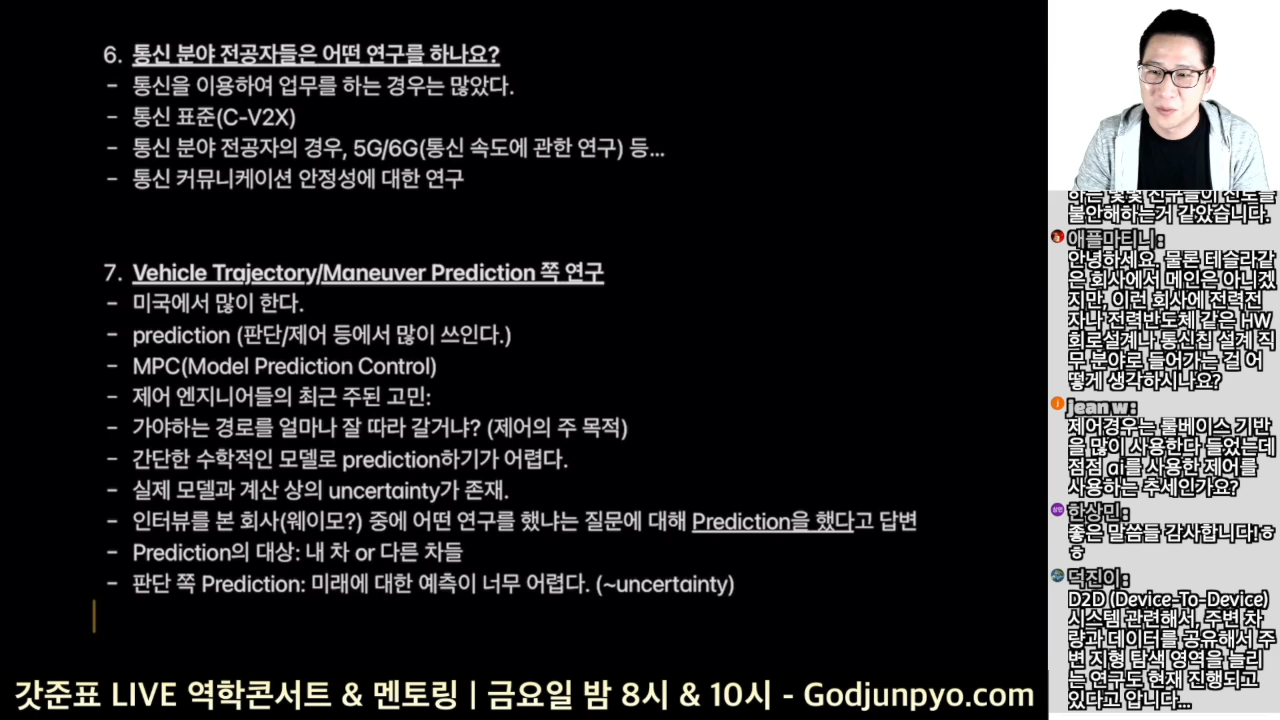 6. 통신 분야 전공자들은 어떤 연구를 하나요?
- 통신을 이용하여 업무를 하는 경우는 많았다.
- 통신 표준(C-V2X)
- 통신 분야 전공자의 경우, 5G/6G(통신 속도에 관한 연구) 등...
- 통신 커뮤니케이션 안정성에 대한 연구
7. Vehicle Trajectory/Maneuver Prediction 쪽 연구
- 미국에서 많이 한다.
- prediction (판단/제어 등에서 많이 쓰인다.)
- MPC(Model Prediction Control)
- 제어 엔지니어들의 최근 주된 고민:
- 가야하는 경로를 얼마나 잘 따라 갈거냐? (제어의 주 목적)
- 간단한 수학적인 모델로 prediction하기가 어렵다.
- 실제 모델과 계산 상의 uncertainty가 존재.
- 인터뷰를 본 회사(웨이모?) 중에 어떤 연구를 했냐는 질문에 대해 Prediction을 했다고 답변
- Prediction의 대상: 내 차 or 다른 차들
- 판단 쪽 Prediction: 미래에 대한 예측이 너무 어렵다. (~uncertainty)
하는 몇몇 친구들이 진로를
불안해하는거 같았습니다.
애플마티니:
안녕하세요, 물론 테슬라같
은 회사에서 메인은 아니겠
지만, 이런 회사에 전력전
자나 전력반도체 같은 HW
회로설계나 통신칩 설계 직
무 분야로 들어가는 걸 어
떻게 생각하시나요?
jean w:
제어경우는 룰베이스 기반
을 많이 사용한다 들었는데
점점 ai를 사용한 제어를
사용하는 추세인가요?
한상민:
좋은 말씀들 감사합니다!ㅎ
ㅎ
덕진이:
D2D (Device-To-Device)
시스템 관련해서, 주변 차
량과 데이터를 공유해서 주
변 지형 탐색 영역을 늘리
는 연구도 현재 진행되고
있다고 압니다...
갓준표 LIVE 역학콘서트 & 멘토링 | 금요일 밤 8시 & 10시 - Godjunpyo.com